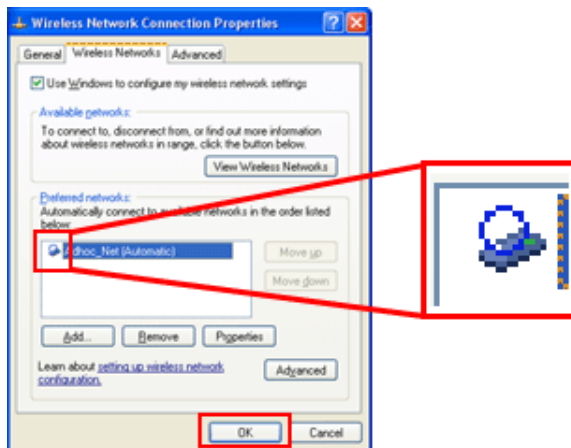 Wireless Network Connection Properties
General Wireless Networks Advanced
Use Windows to configure my wireless network settings
Available networks:
To connect to, disconnect from, or find out more information
about wireless networks in range, click the button below.
View Wireless Networks
Preferred networks:
Automatically connect to available networks in the order listed
below:
Adhoc_Net (Automatic)
Move up
Move down
Add... Remove Properties
Learn about setting up wireless network
configuration.
Advanced
OK Cancel